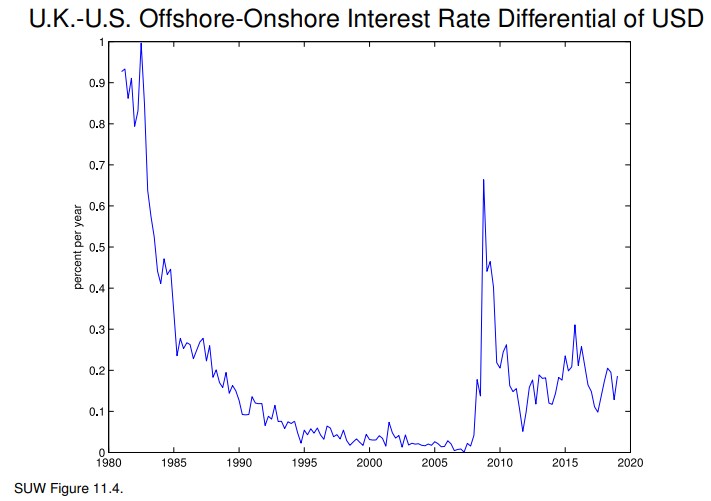 U.K.-U.S. Offshore-Onshore Interest Rate Differential of USD
1
0.9
0.8
0.7
0.6
0.5
0.4
0.3
0.2
0.1
0
percent per year
1980 1985 1990 1995 2000 2005 2010 2015 2020
SUW Figure 11.4.